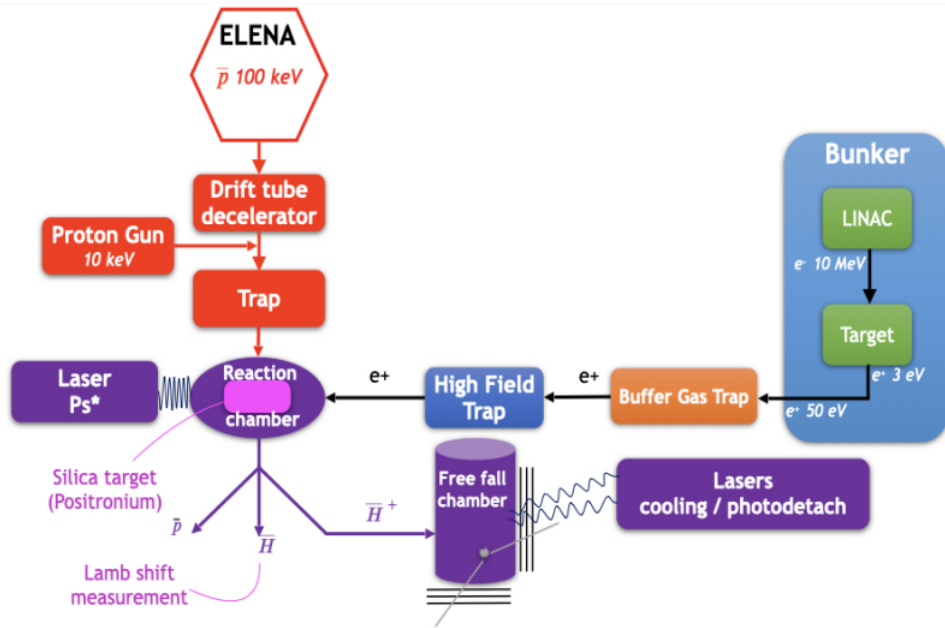 ELENA
p̅ 100 keV
Drift tube
decelerator
Proton Gun
10 keV
Trap
Bunker
LINAC
e⁻ 10 MeV
Target
e⁺ 3 eV
e⁺ 50 eV
Buffer Gas Trap
e+
High Field
Trap
e+
Reaction
chamber
Laser
Ps*
Silica target
(Positronium)
p̅
H̅
H̅⁺
Lamb shift
measurement
Free fall
chamber
Lasers
cooling / photodetach